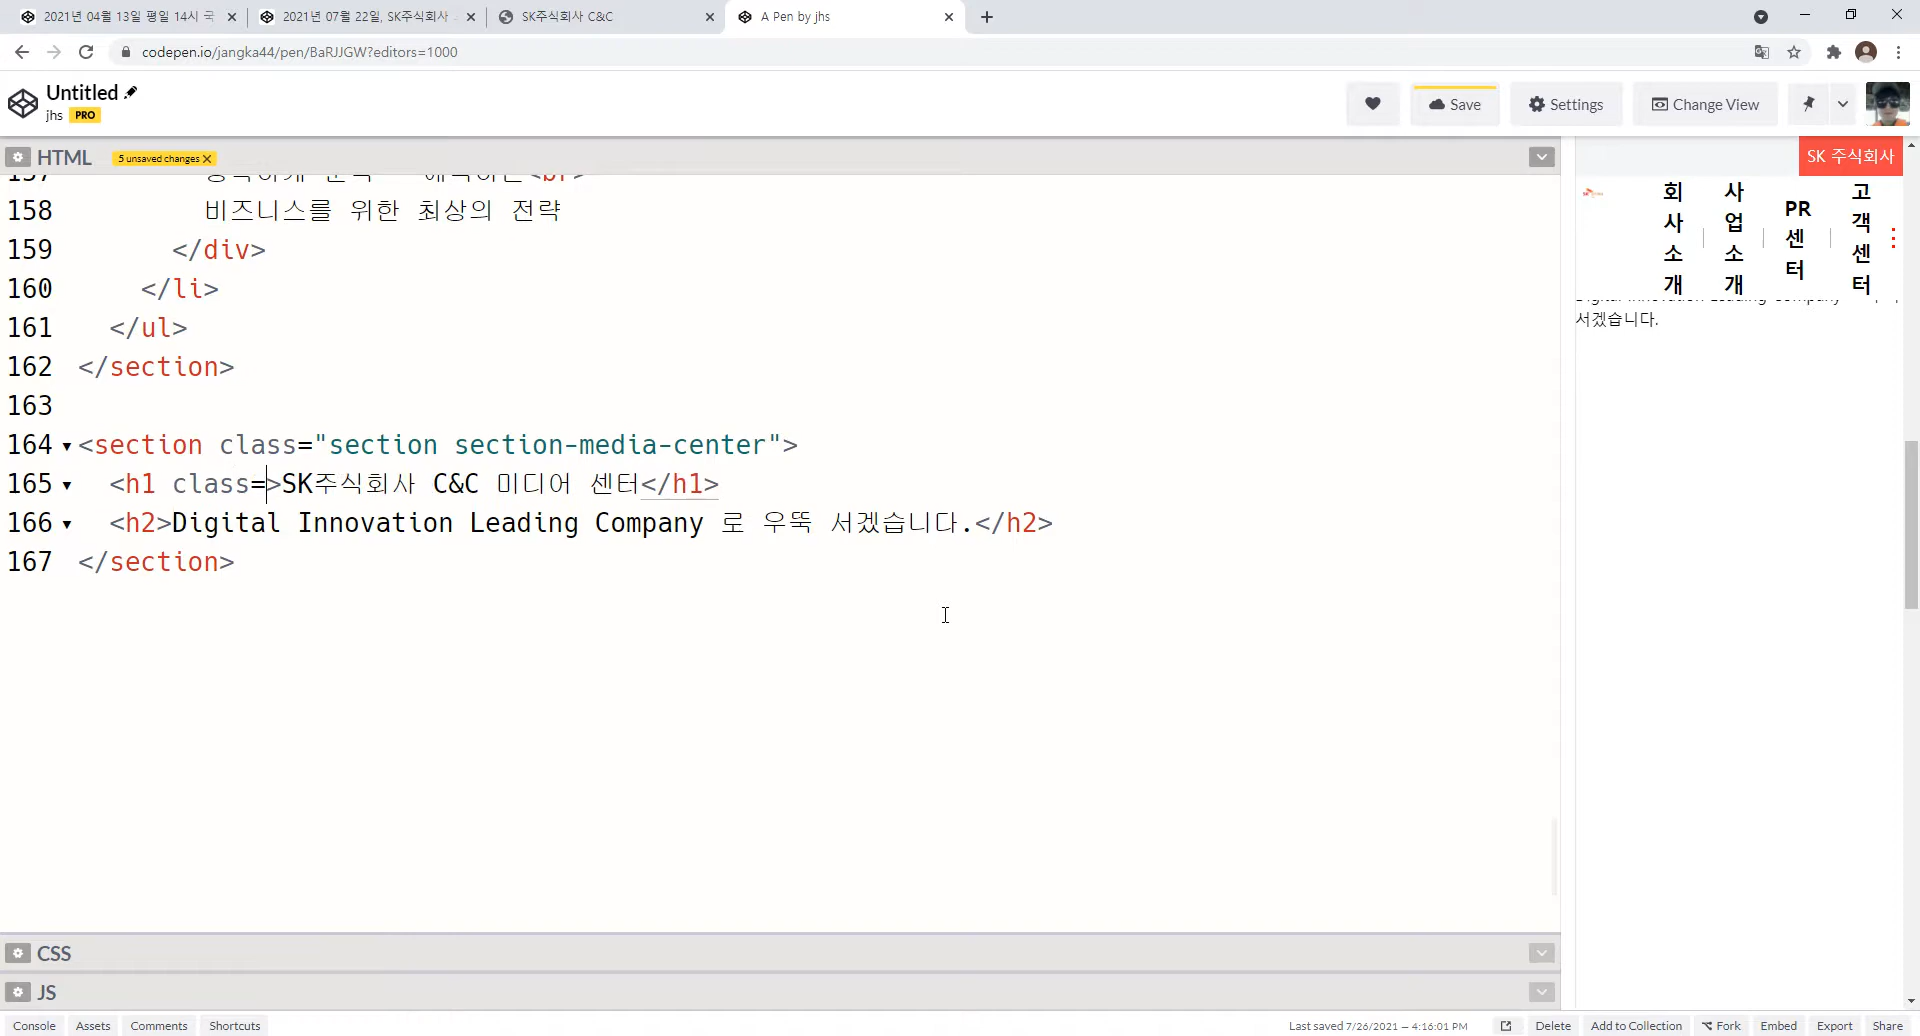 2021년 04월 13일 평일 14시 국
2021년 07월 22일, SK주식회사
SK주식회사 C&C
A Pen by jhs
codepen.io/jangka44/pen/BaRJJGW?editors=1000
Untitled
jhs PRO
Save
Settings
Change View
HTML
5 unsaved changes
157 <br>
158 비즈니스를 위한 최상의 전략
159 </div>
160 </li>
161 </ul>
162 </section>
163
164 <section class="section section-media-center">
165 <h1 class=>SK주식회사 C&C 미디어 센터</h1>
166 <h2>Digital Innovation Leading Company 로 우뚝 서겠습니다.</h2>
167 </section>
SK 주식회사
회사소개
사업소개
PR센터
고객센터
서겠습니다.
CSS
JS
Console
Assets
Comments
Shortcuts
Last saved 7/26/2021 — 4:16:01 PM
Delete
Add to Collection
Fork
Embed
Export
Share